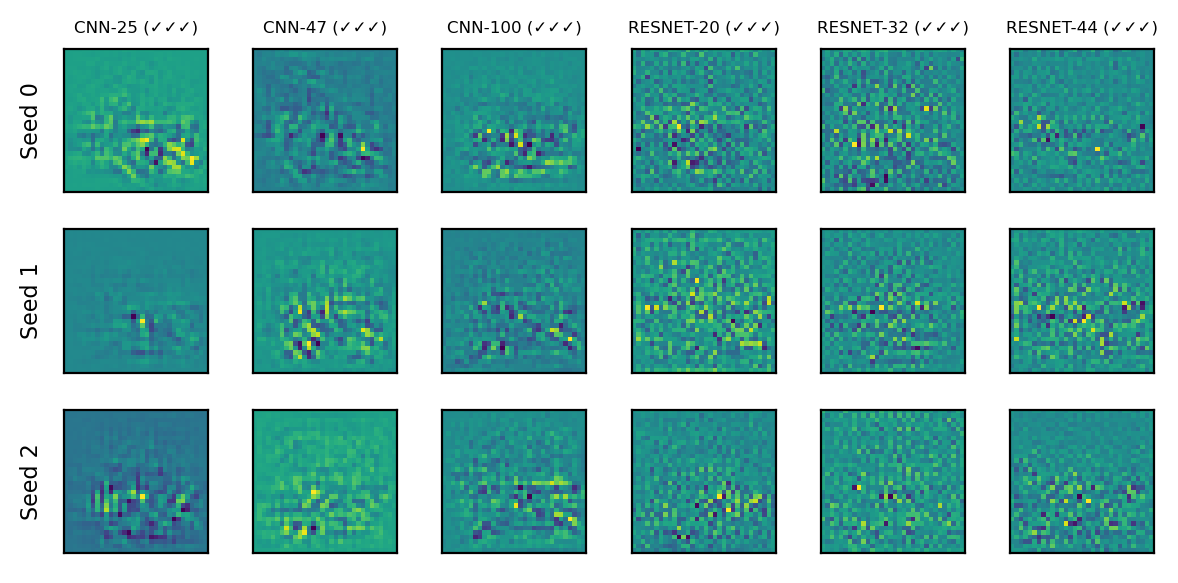 CNN-25 (✓✓✓) CNN-47 (✓✓✓) CNN-100 (✓✓✓) RESNET-20 (✓✓✓) RESNET-32 (✓✓✓) RESNET-44 (✓✓✓)
Seed 0
Seed 1
Seed 2